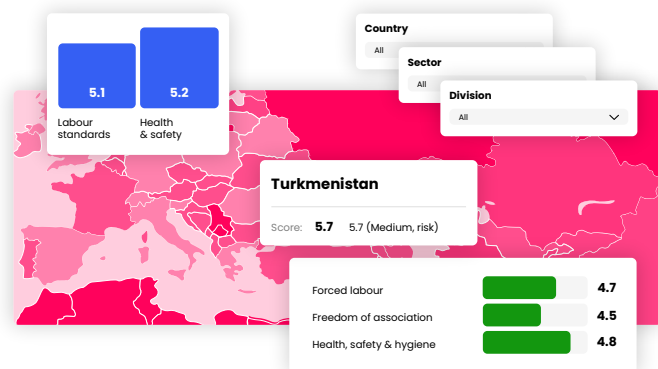 5.1
5.2
Labour
standards
Health
& safety
Country
All
Sector
All
Division
All
Turkmenistan
Score: 5.7 5.7 (Medium, risk)
Forced labour 4.7
Freedom of association 4.5
Health, safety & hygiene 4.8